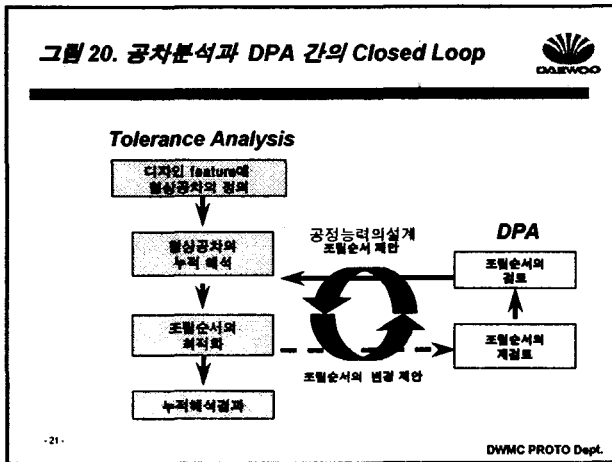 그림 20. 공차분석과 DPA 간의 Closed Loop
DAEWOO
Tolerance Analysis
디자인 feature에
형상공차의 정의
형상공차의
누적 해석
조립순서의
최적화
누적해석결과
공정능력의설계
조립순서 제안
조립순서의 변경 제안
DPA
조립순서의
검토
조립순서의
재검토
- 21 -
DWMC PROTO Dept.